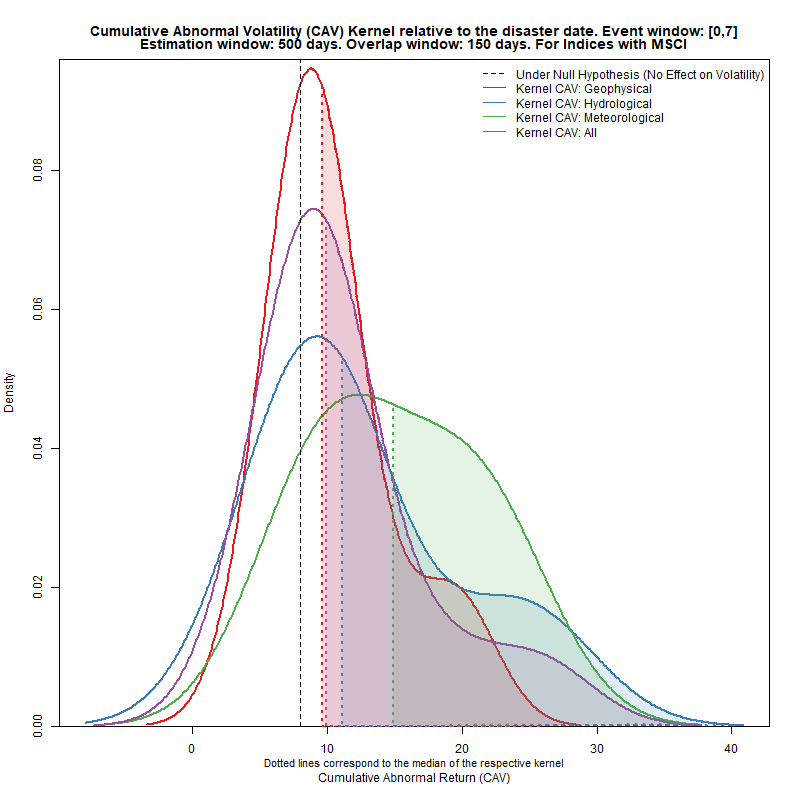 Cumulative Abnormal Volatility (CAV) Kernel relative to the disaster date. Event window: [0,7]
Estimation window: 500 days. Overlap window: 150 days. For Indices with MSCI
Under Null Hypothesis (No Effect on Volatility)
Kernel CAV: Geophysical
Kernel CAV: Hydrological
Kernel CAV: Meteorological
Kernel CAV: All
Density
0.08
0.06
0.04
0.02
0.00
0 10 20 30 40
Dotted lines correspond to the median of the respective kernel
Cumulative Abnormal Return (CAV)